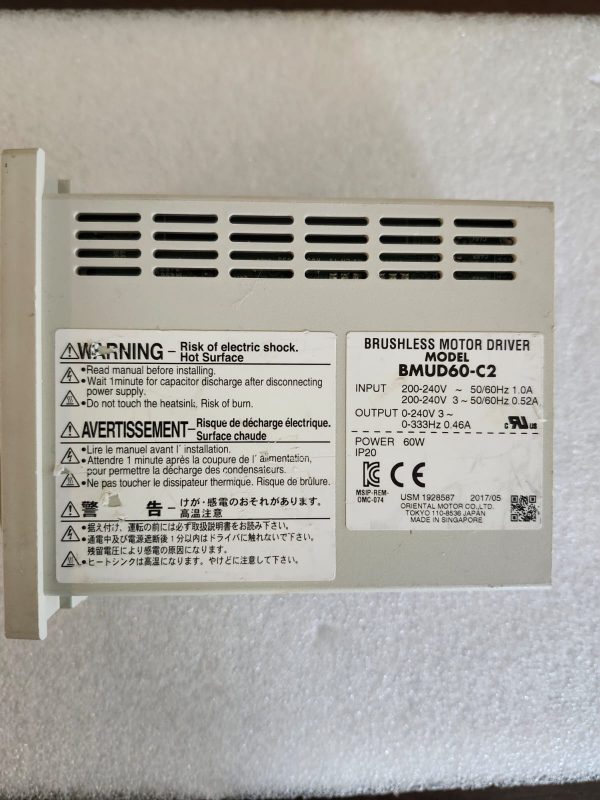 WARNING - Risk of electric shock.
Hot Surface
•Read manual before installing.
•Wait 1minute for capacitor discharge after disconnecting
power supply.
•Do not touch the heatsink, Risk of burn.
AVERTISSEMENT-Risque de décharge électrique.
Surface chaude
•Lire le manuel avant l' installation.
•Attendre 1 minute après la coupure de l' alimentation,
pour permettre la décharge des condensateurs.
•Ne pas toucher le dissipateur thermique. Risque de brûlure.
警 告 - けが・感電のおそれがあります。
高温注意
•据え付け、運転の前には必ず取扱説明書をお読み下さい。
•通電中及び電源遮断後1分以内はドライバに触れないで下さい。
残留電圧により感電の原因になります。
•ヒートシンクは高温になります。やけどに注意して下さい。
BRUSHLESS MOTOR DRIVER
MODEL
BMUD60-C2
INPUT 200-240V ~ 50/60Hz 1.0A
200-240V 3~ 50/60Hz 0.52A
OUTPUT 0-240V 3~
0-333Hz 0.46A
POWER 60W
IP20
MSIP-REM-
OMC-074
USM 1928587 2017/05
ORIENTAL MOTOR CO.,LTD.
TOKYO 110-8536 JAPAN
MADE IN SINGAPORE